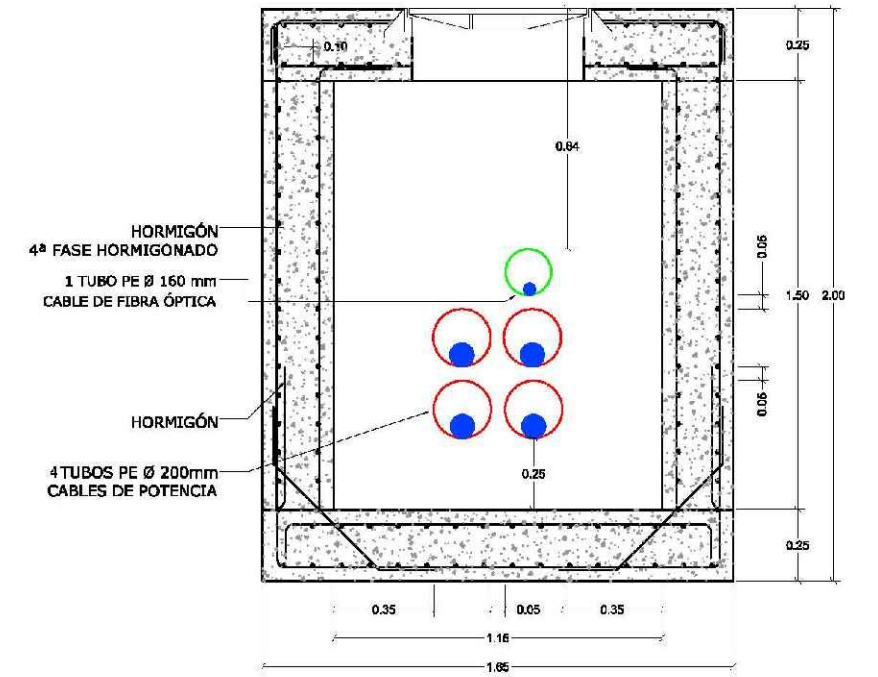 0.10
0.25
0.64
HORMIGÓN
4ª FASE HORMIGONADO
1 TUBO PE Ø 160 mm
CABLE DE FIBRA ÓPTICA
0.05
1.50
2.00
0.05
HORMIGÓN
4 TUBOS PE Ø 200mm
CABLES DE POTENCIA
0.25
0.25
0.35
0.05
0.35
1.15
1.65